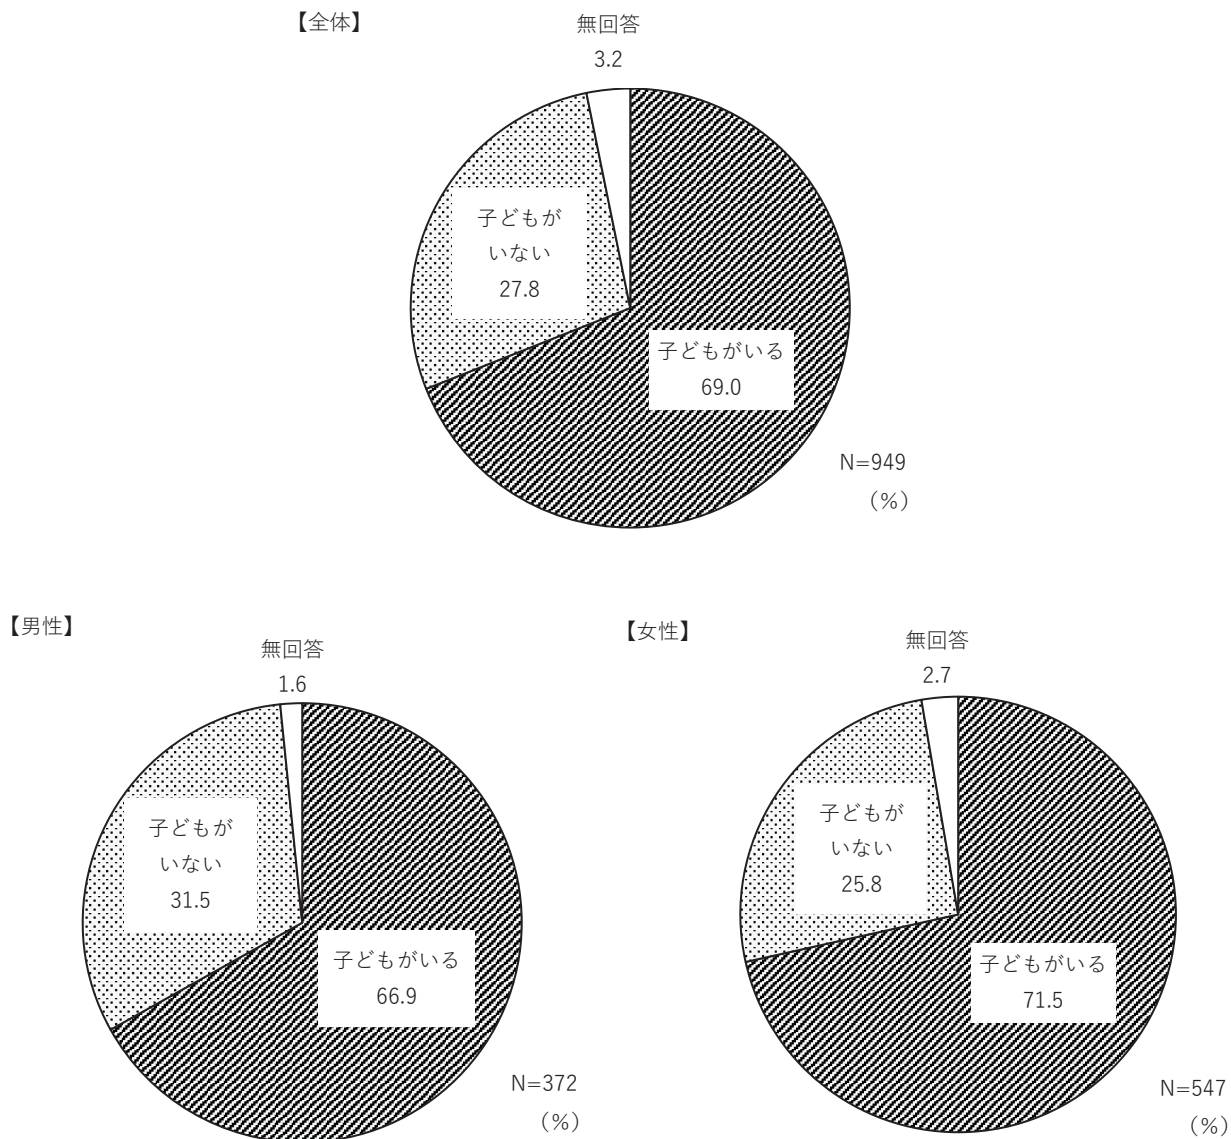 【全体】
無回答
3.2
子どもが
いない
27.8
子どもがいる
69.0
N=949
（%）
【男性】
無回答
1.6
子どもが
いない
31.5
子どもがいる
66.9
N=372
（%）
【女性】
無回答
2.7
子どもが
いない
25.8
子どもがいる
71.5
N=547
（%）